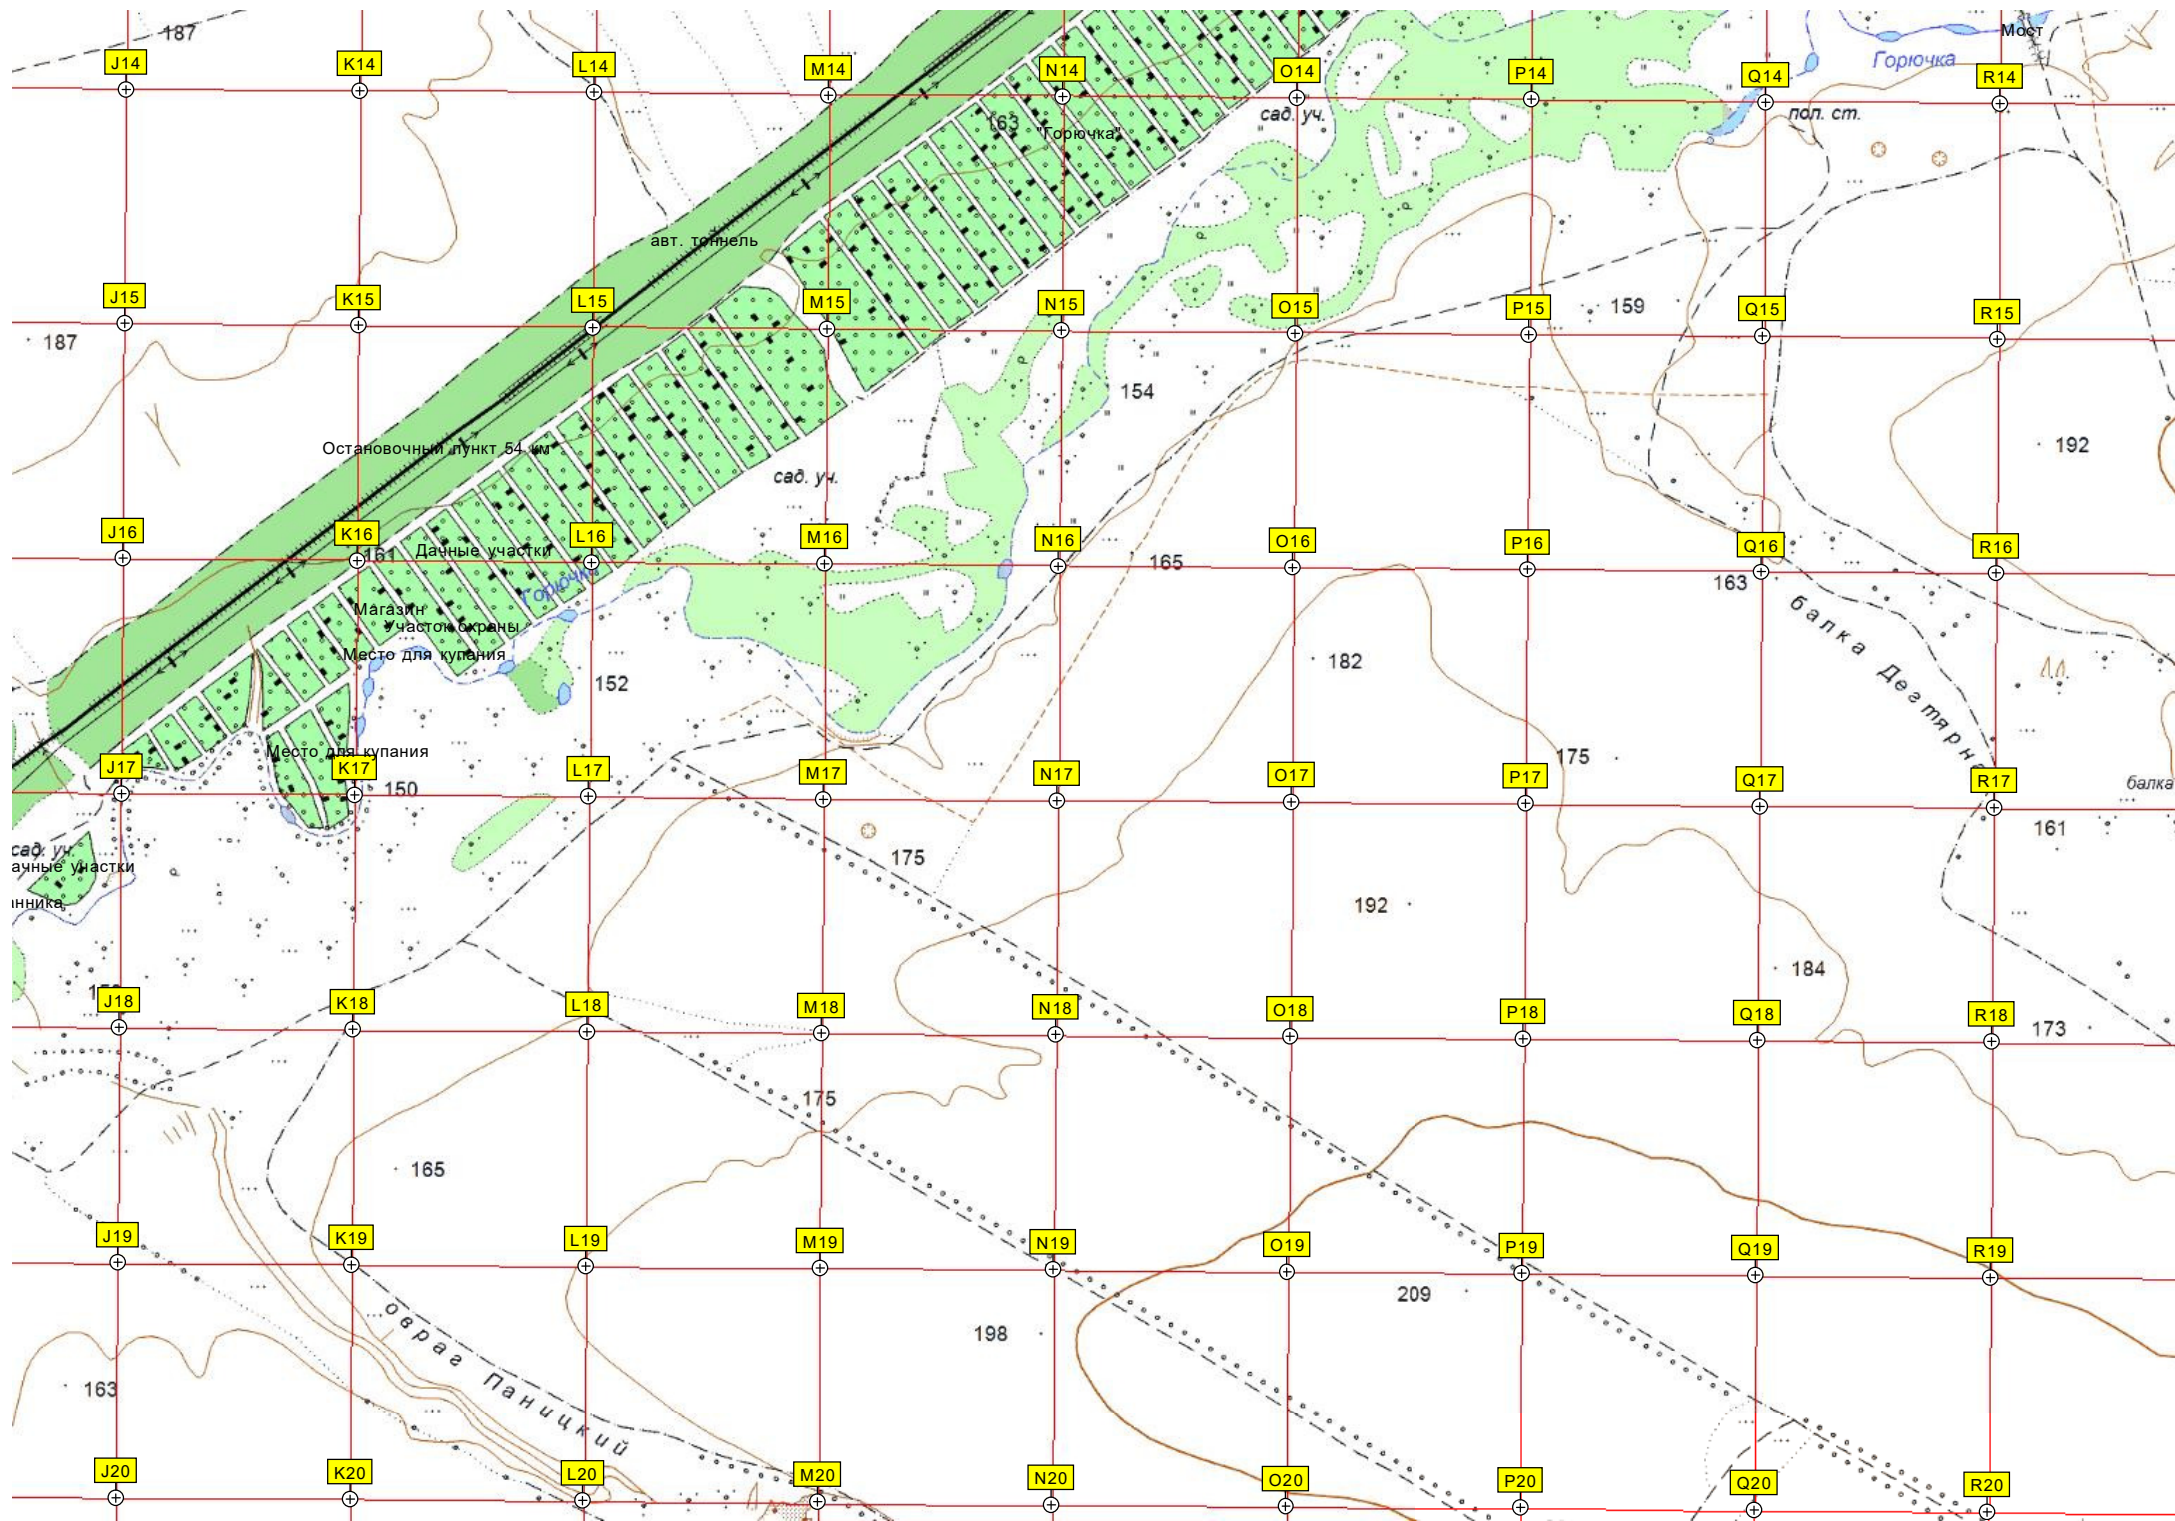 187
Мост
Горючка
J14
K14
L14
M14
N14
O14
P14
Q14
R14
163
"Горючка"
сад. уч.
пол. ст.
авт. тоннель
J15
K15
L15
M15
N15
O15
P15
159
Q15
R15
187
154
Остановочный пункт 54 км
192
сад. уч.
J16
K16
161
Дачные участки
L16
M16
N16
165
O16
P16
Q16
163
R16
Горючка
Магазин
Участок охраны
Место для купания
152
182
балка Дегтярная
Место для купания
175
J17
K17
150
L17
M17
N17
O17
P17
Q17
R17
балка
161
сад. уч.
ачные участки
175
нника
192
184
J18
K18
L18
M18
N18
O18
P18
Q18
R18
173
175
165
J19
K19
L19
M19
N19
O19
P19
Q19
R19
209
198
овраг Паницкий
163
J20
K20
L20
M20
N20
O20
P20
Q20
R20